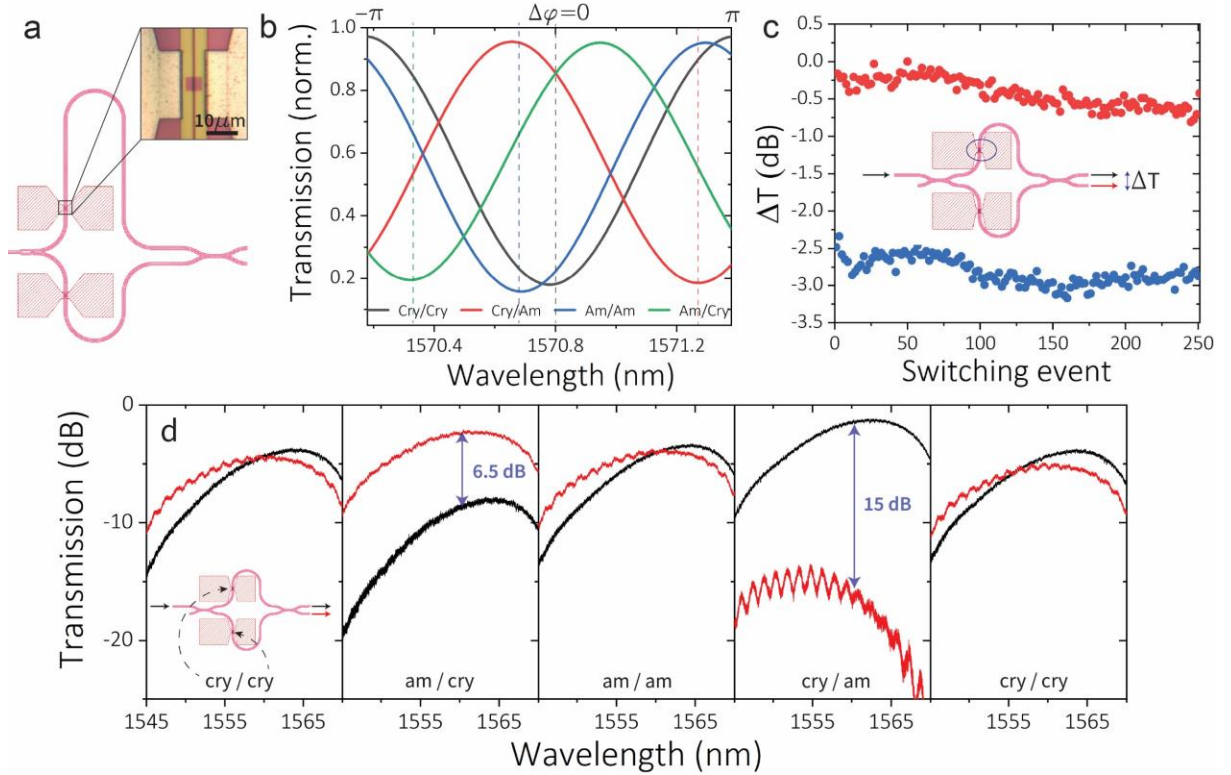 a
10μm
b
−π
Δφ=0
π
Transmission (norm.)
1.0
0.8
0.6
0.4
0.2
Cry/Cry
Cry/Am
Am/Am
Am/Cry
1570.4
1570.8
1571.2
Wavelength (nm)
c
ΔT (dB)
0.5
0.0
-0.5
-1.0
-1.5
-2.0
-2.5
-3.0
-3.5
ΔT
0
50
100
150
200
250
Switching event
d
Transmission (dB)
0
-10
-20
6.5 dB
15 dB
cry / cry
am / cry
am / am
cry / am
cry / cry
1545
1555
1565
1555
1565
1555
1565
1555
1565
1555
1565
Wavelength (nm)